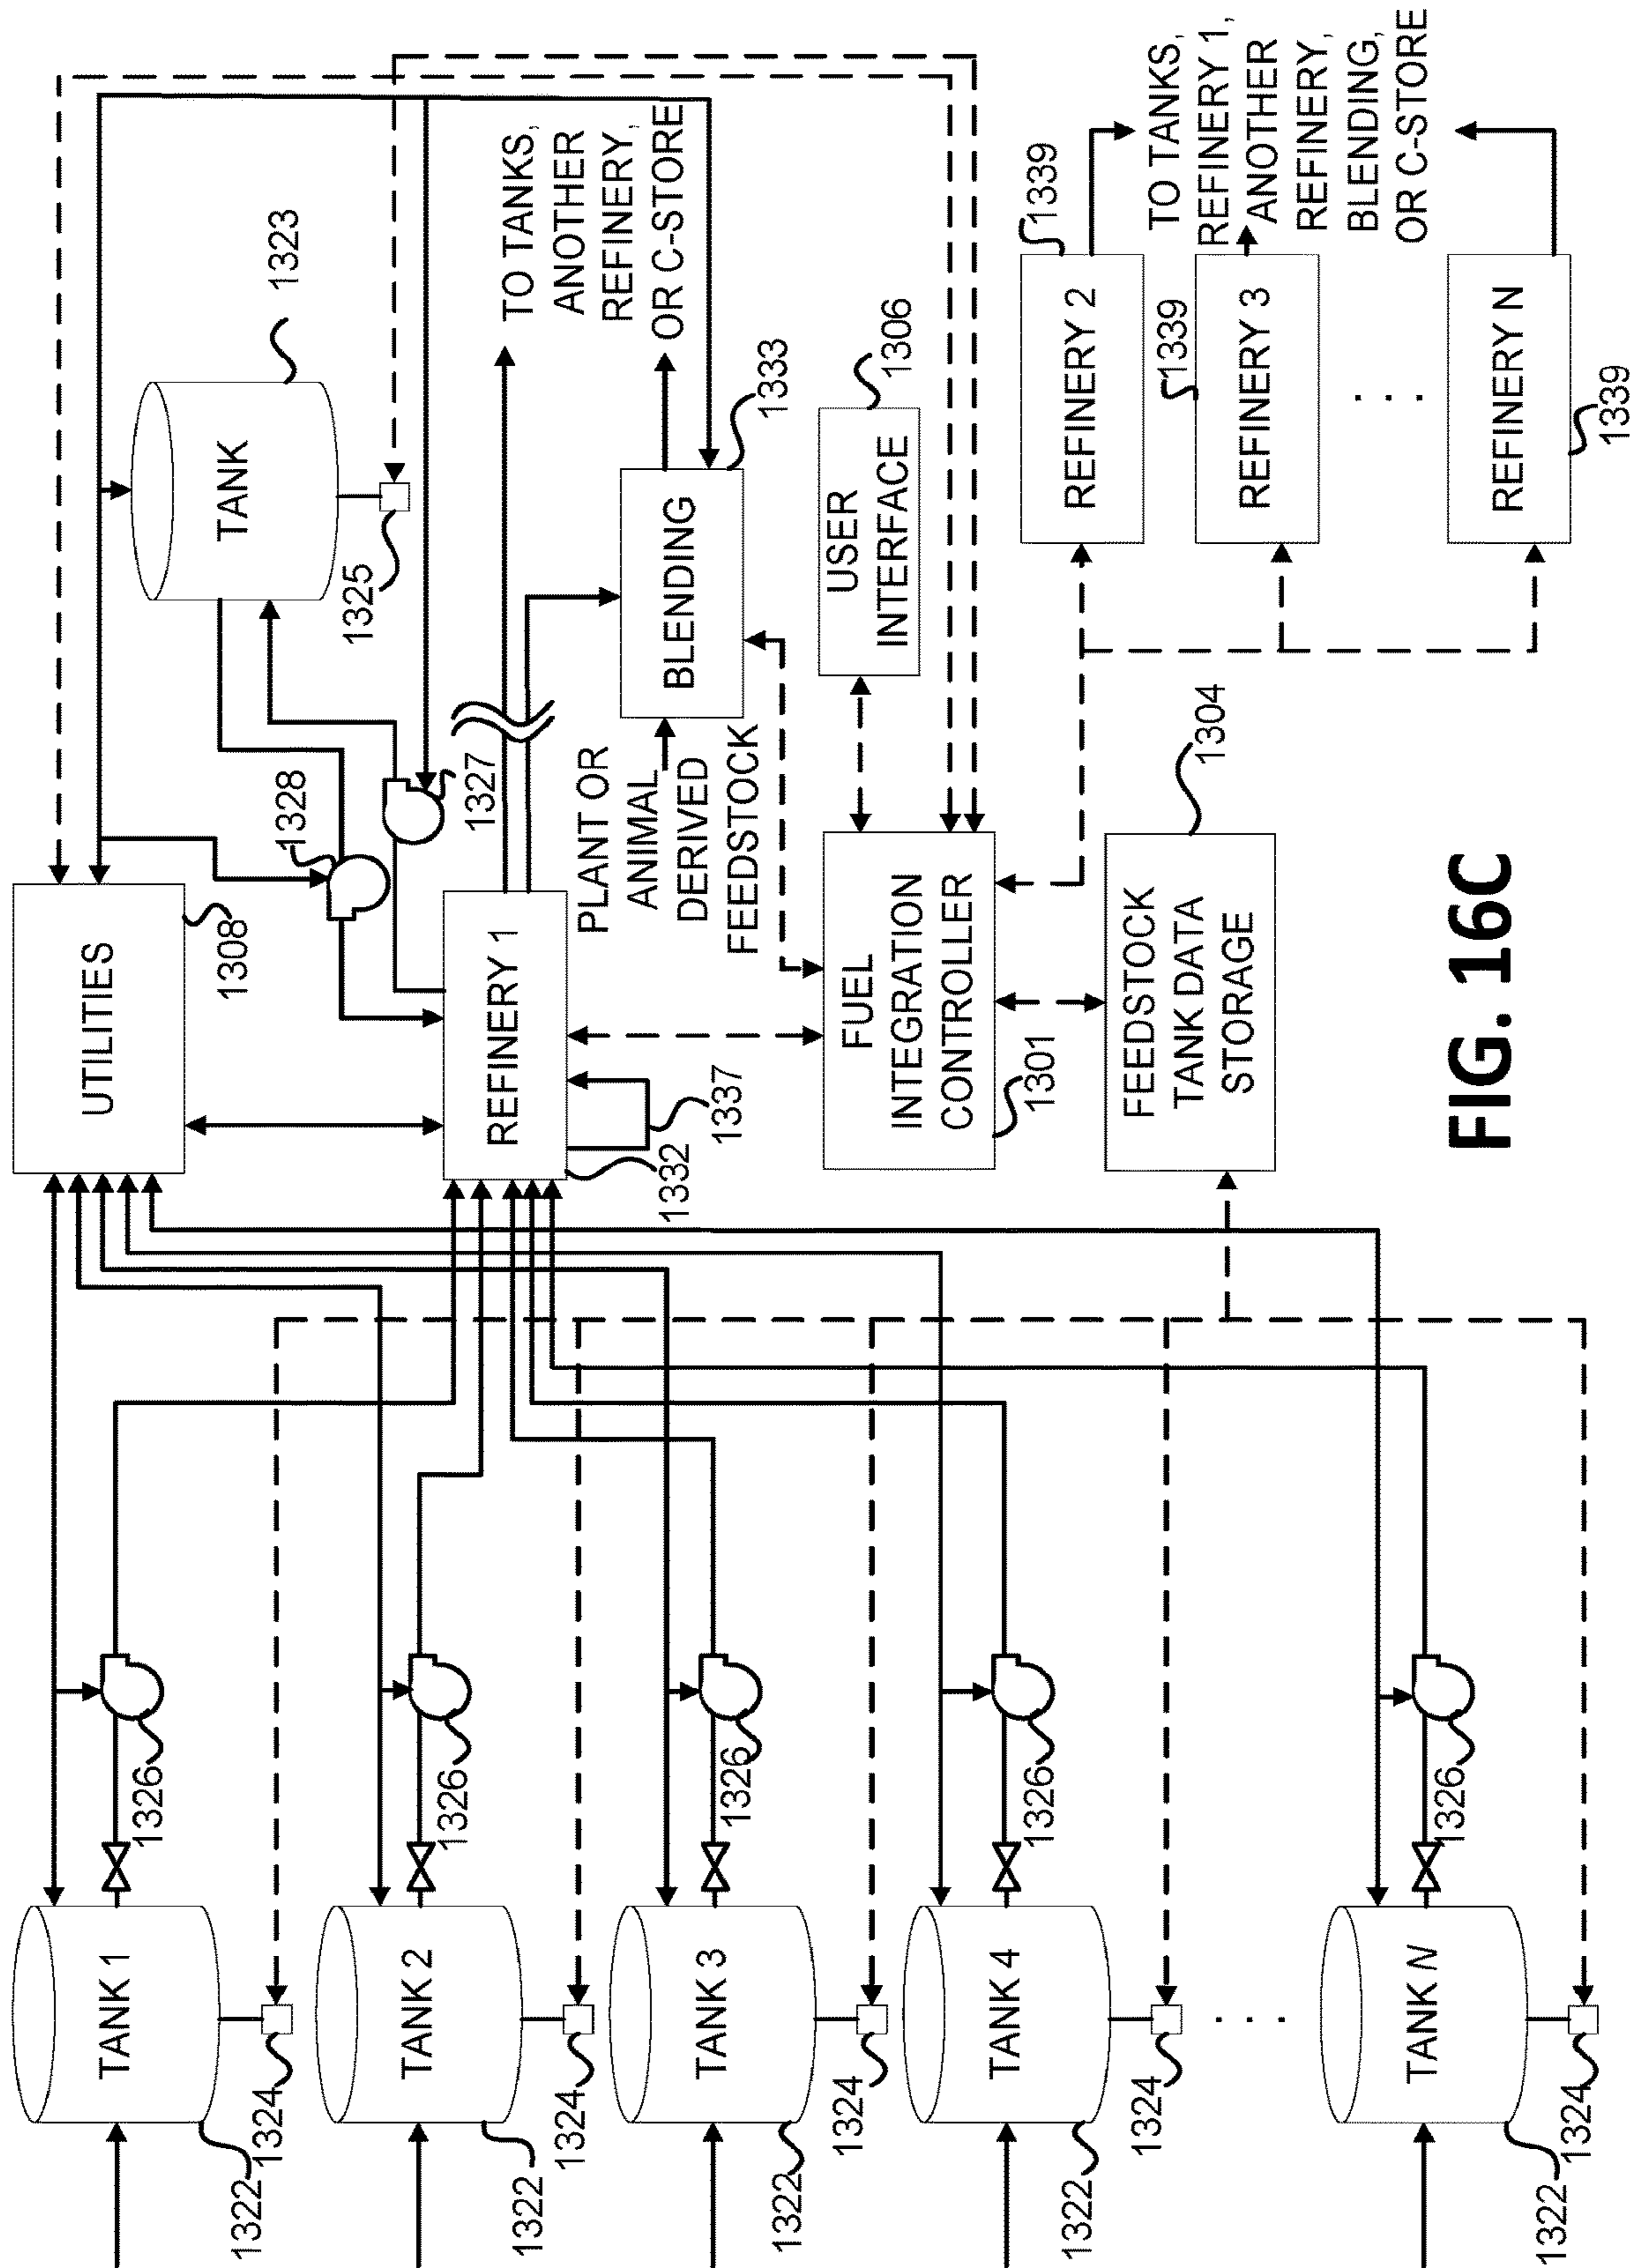 TANK 1
1322
1324
1326
TANK 2
1322
1324
1326
TANK 3
1322
1324
1326
TANK 4
1322
1324
1326
. . .
TANK N
1322
1324
1326
UTILITIES
1308
REFINERY 1
1332
1337
1328
1327
TANK
1323
1325
TO TANKS,
ANOTHER
REFINERY,
OR C-STORE
PLANT OR
ANIMAL
DERIVED
FEEDSTOCK
BLENDING
1333
USER
INTERFACE
1306
FUEL
INTEGRATION
CONTROLLER
1301
FEEDSTOCK
TANK DATA
STORAGE
1304
REFINERY 2
1339
REFINERY 3
1339
. . .
REFINERY N
1339
TO TANKS,
REFINERY 1,
ANOTHER
REFINERY,
BLENDING,
OR C-STORE
FIG. 16C